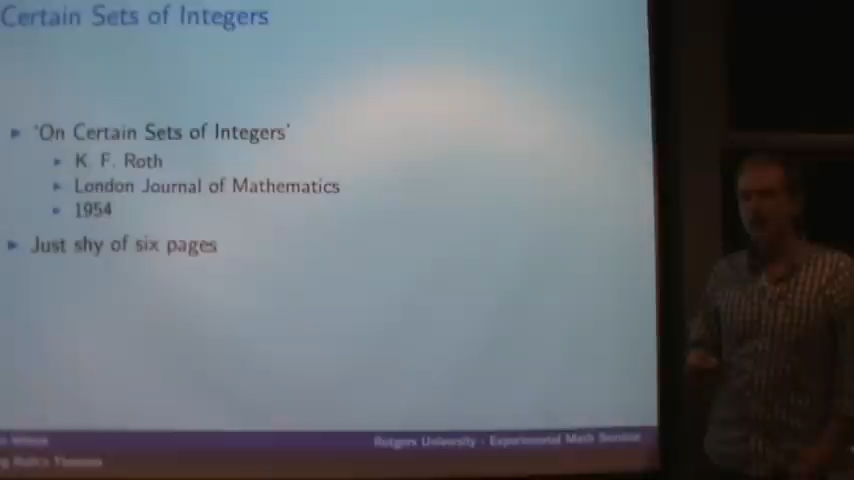 Certain Sets of Integers
'On Certain Sets of Integers'
K. F. Roth
London Journal of Mathematics
1954
Just shy of six pages
Rutgers University - Experimental Math Seminar